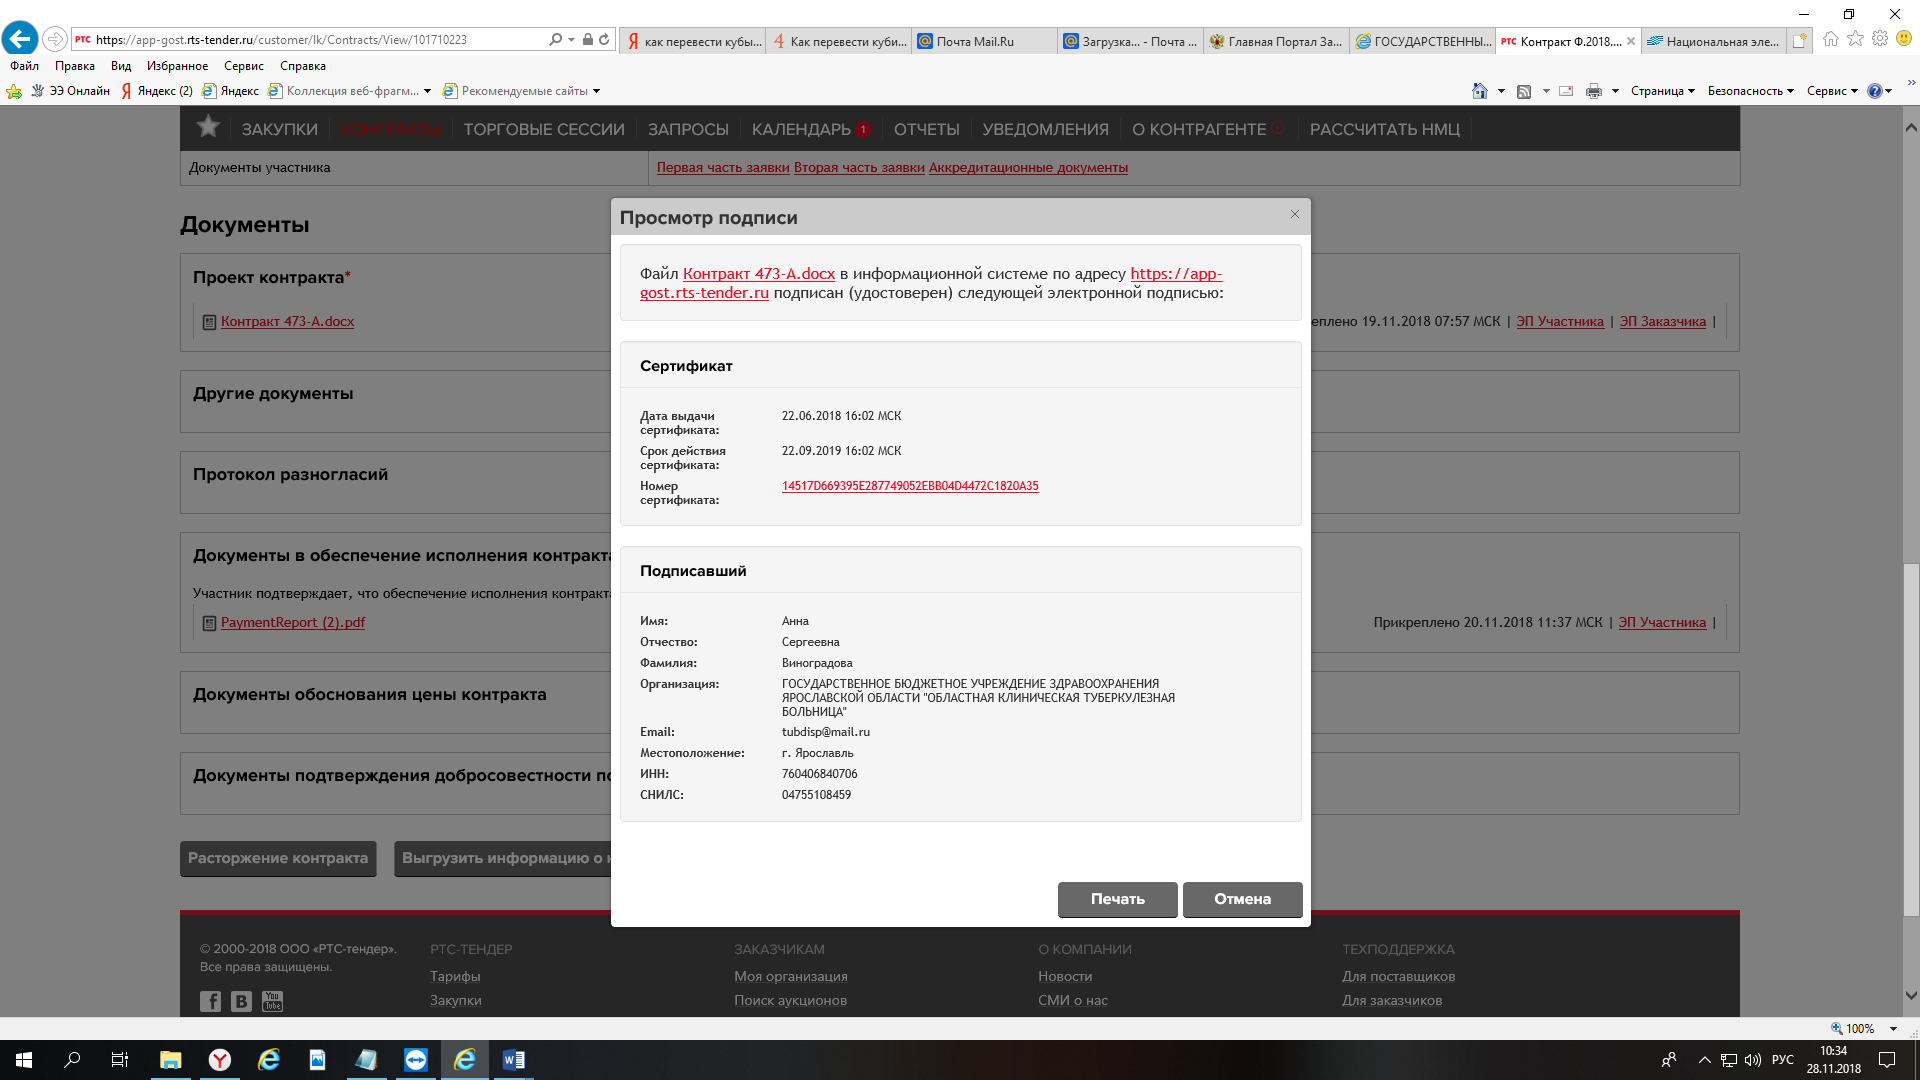 https://app-gost.rts-tender.ru/customer/lk/Contracts/View/101710223
как перевести кубы...
Как перевести куби...
Почта Mail.Ru
Загрузка... - Почта ...
Главная Портал За...
ГОСУДАРСТВЕННЫ...
РТС Контракт Ф.2018....
Национальная эле...
Файл Правка Вид Избранное Сервис Справка
ЭЭ Онлайн Яндекс (2) Яндекс Коллекция веб-фрагм... Рекомендуемые сайты
Страница Безопасность Сервис
ЗАКУПКИ КОНТРАКТЫ ТОРГОВЫЕ СЕССИИ ЗАПРОСЫ КАЛЕНДАРЬ 1 ОТЧЕТЫ УВЕДОМЛЕНИЯ О КОНТРАГЕНТЕ РАССЧИТАТЬ НМЦ
Документы участника
Первая часть заявки Вторая часть заявки Аккредитационные документы
Документы
Проект контракта*
Контракт 473-А.docx
еплено 19.11.2018 07:57 МСК | ЭП Участника | ЭП Заказчика |
Другие документы
Протокол разногласий
Документы в обеспечение исполнения контракта
Участник подтверждает, что обеспечение исполнения контракта
PaymentReport (2).pdf
Прикреплено 20.11.2018 11:37 МСК | ЭП Участника |
Документы обоснования цены контракта
Документы подтверждения добросовестности по
Расторжение контракта
Выгрузить информацию о к
Просмотр подписи
Файл Контракт 473-А.docx в информационной системе по адресу https://app-
gost.rts-tender.ru подписан (удостоверен) следующей электронной подписью:
Сертификат
Дата выдачи
сертификата:
22.06.2018 16:02 МСК
Срок действия
сертификата:
22.09.2019 16:02 МСК
Номер
сертификата:
14517D669395E287749052EBB04D4472C1820A35
Подписавший
Имя: Анна
Отчество: Сергеевна
Фамилия: Виноградова
Организация: ГОСУДАРСТВЕННОЕ БЮДЖЕТНОЕ УЧРЕЖДЕНИЕ ЗДРАВООХРАНЕНИЯ
ЯРОСЛАВСКОЙ ОБЛАСТИ "ОБЛАСТНАЯ КЛИНИЧЕСКАЯ ТУБЕРКУЛЕЗНАЯ
БОЛЬНИЦА"
Email: tubdisp@mail.ru
Местоположение: г. Ярославль
ИНН: 760406840706
СНИЛС: 04755108459
Печать Отмена
© 2000-2018 ООО «РТС-тендер».
Все права защищены.
РТС-ТЕНДЕР
Тарифы
Закупки
ЗАКАЗЧИКАМ
Моя организация
Поиск аукционов
О КОМПАНИИ
Новости
СМИ о нас
ТЕХПОДДЕРЖКА
Для поставщиков
Для заказчиков
100%
РУС
10:34
28.11.2018